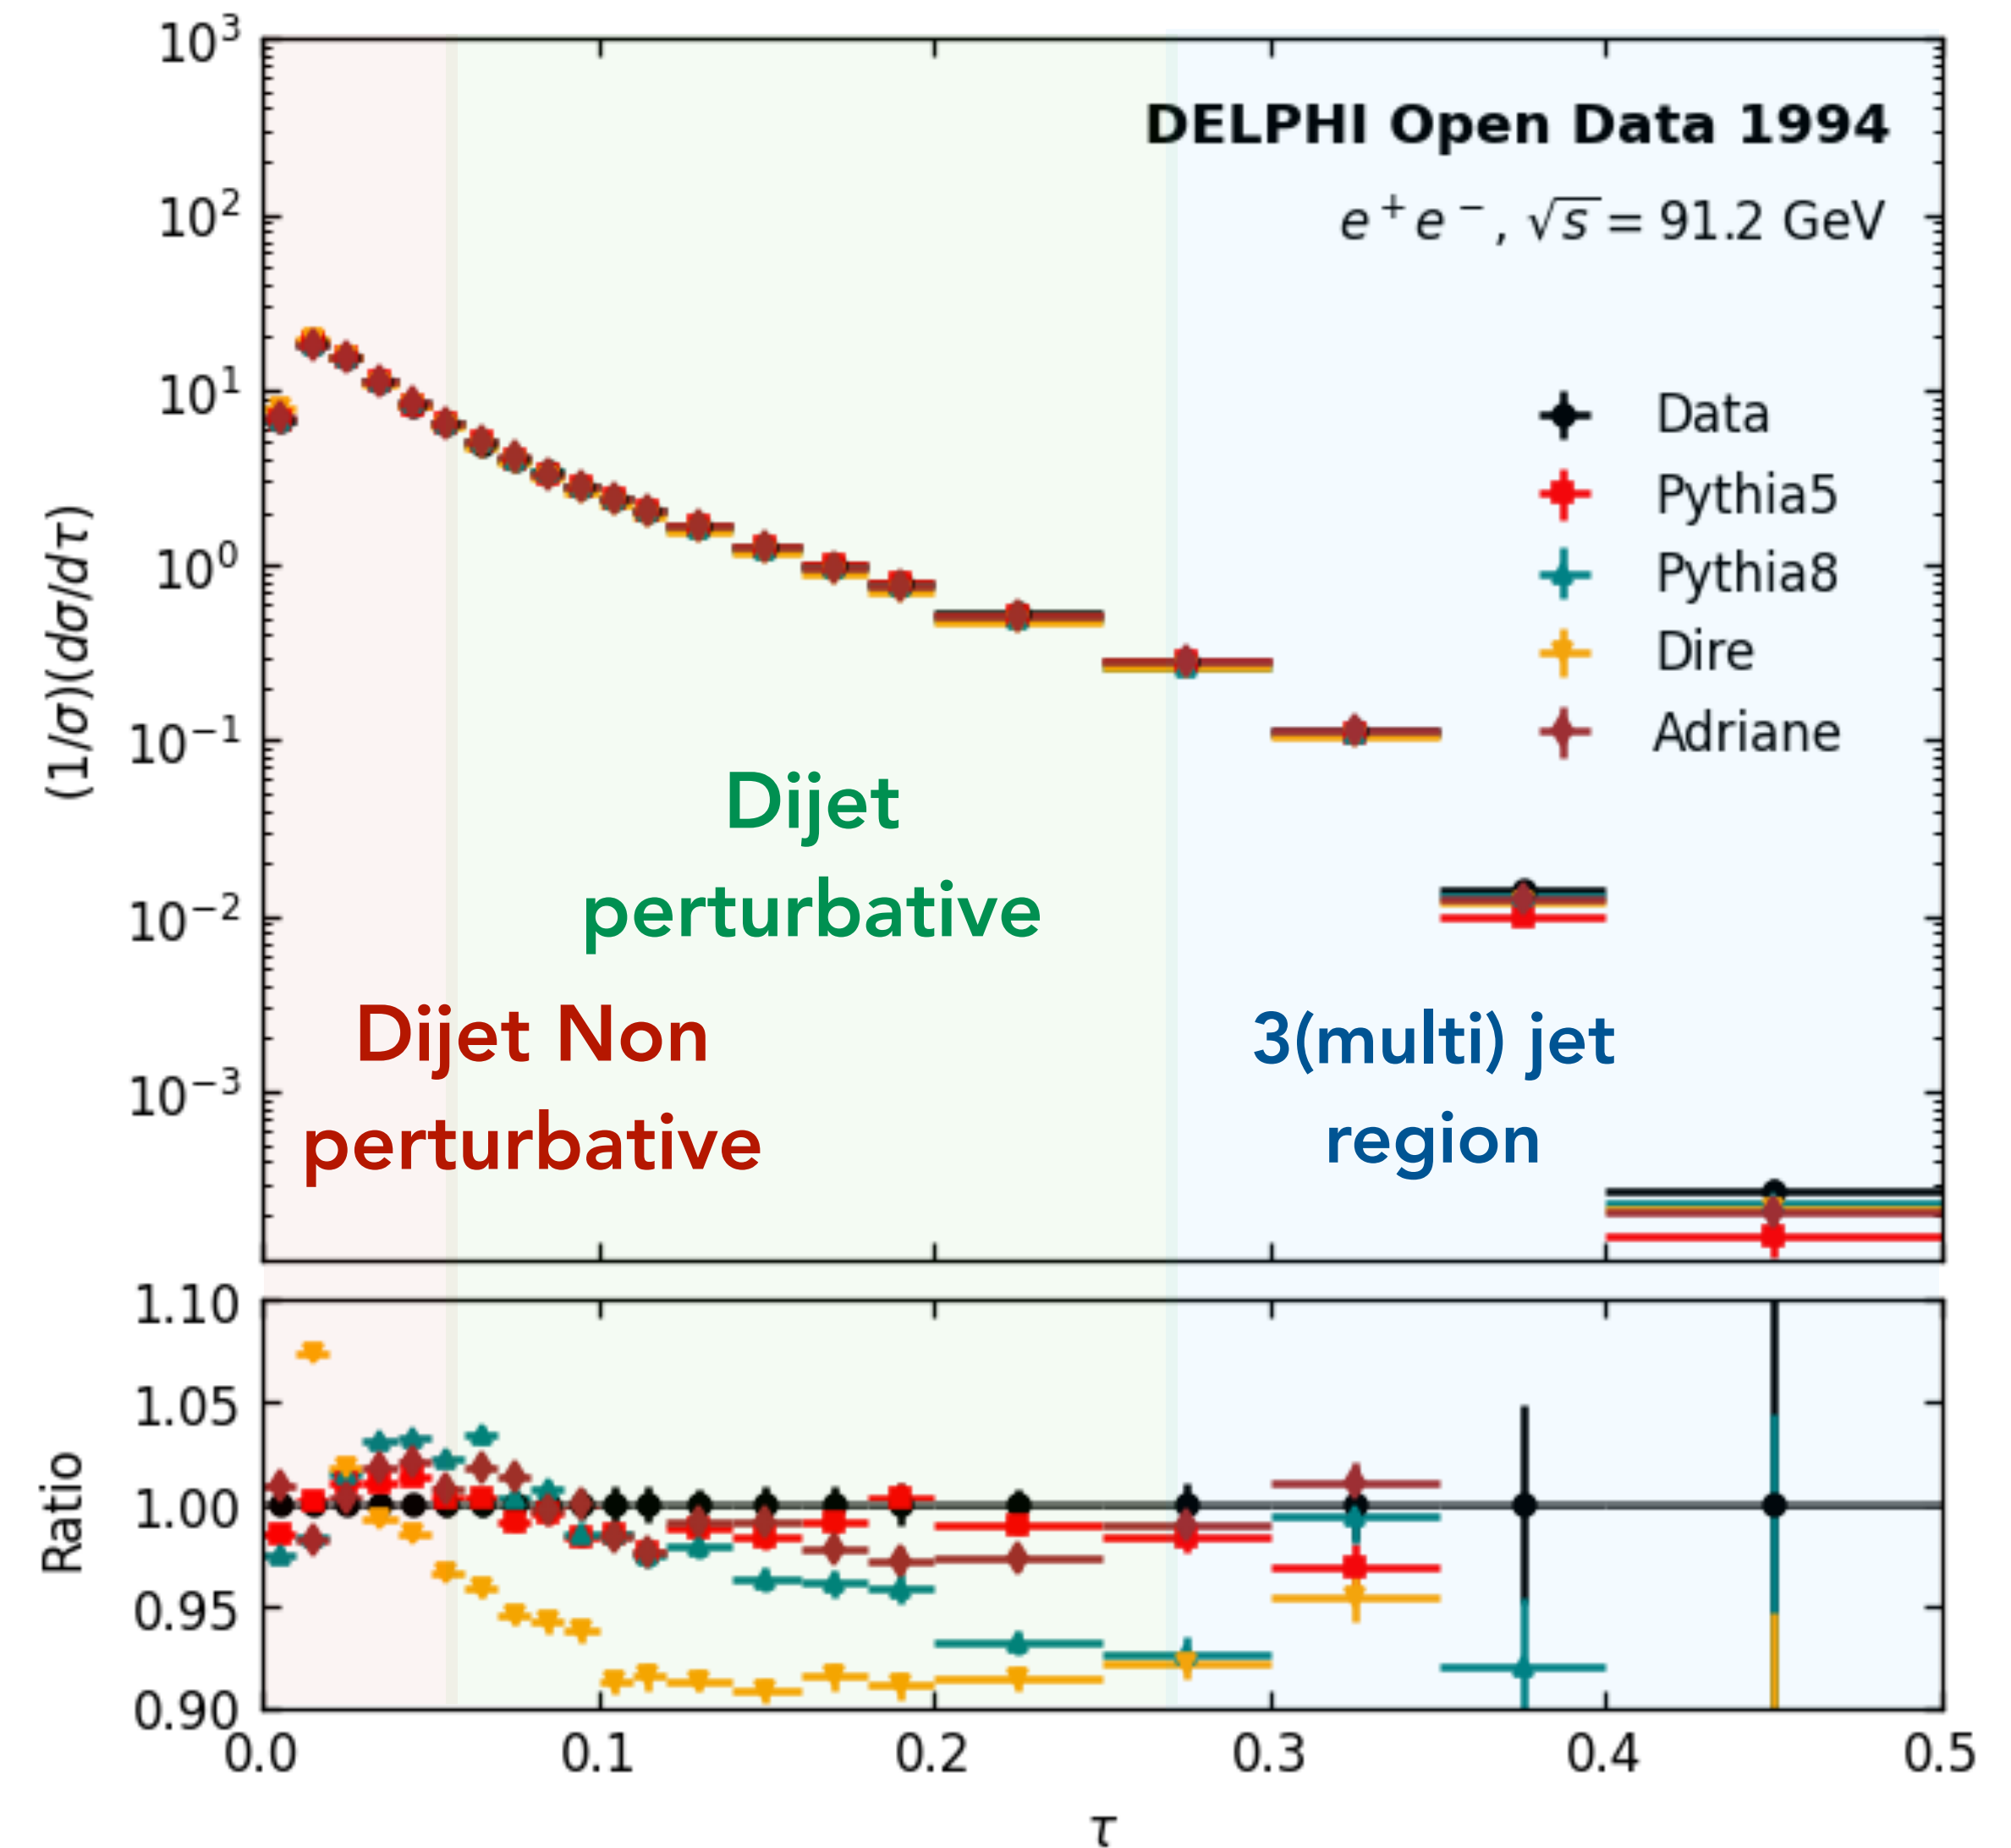 10³
10²
10¹
10⁰
10⁻¹
10⁻²
10⁻³
(1/σ)(dσ/dτ)
DELPHI Open Data 1994
e⁺e⁻, √s = 91.2 GeV
Data
Pythia5
Pythia8
Dire
Adriane
Dijet
perturbative
Dijet Non
perturbative
3(multi) jet
region
1.10
1.05
1.00
0.95
0.90
Ratio
0.0 0.1 0.2 0.3 0.4 0.5
τ